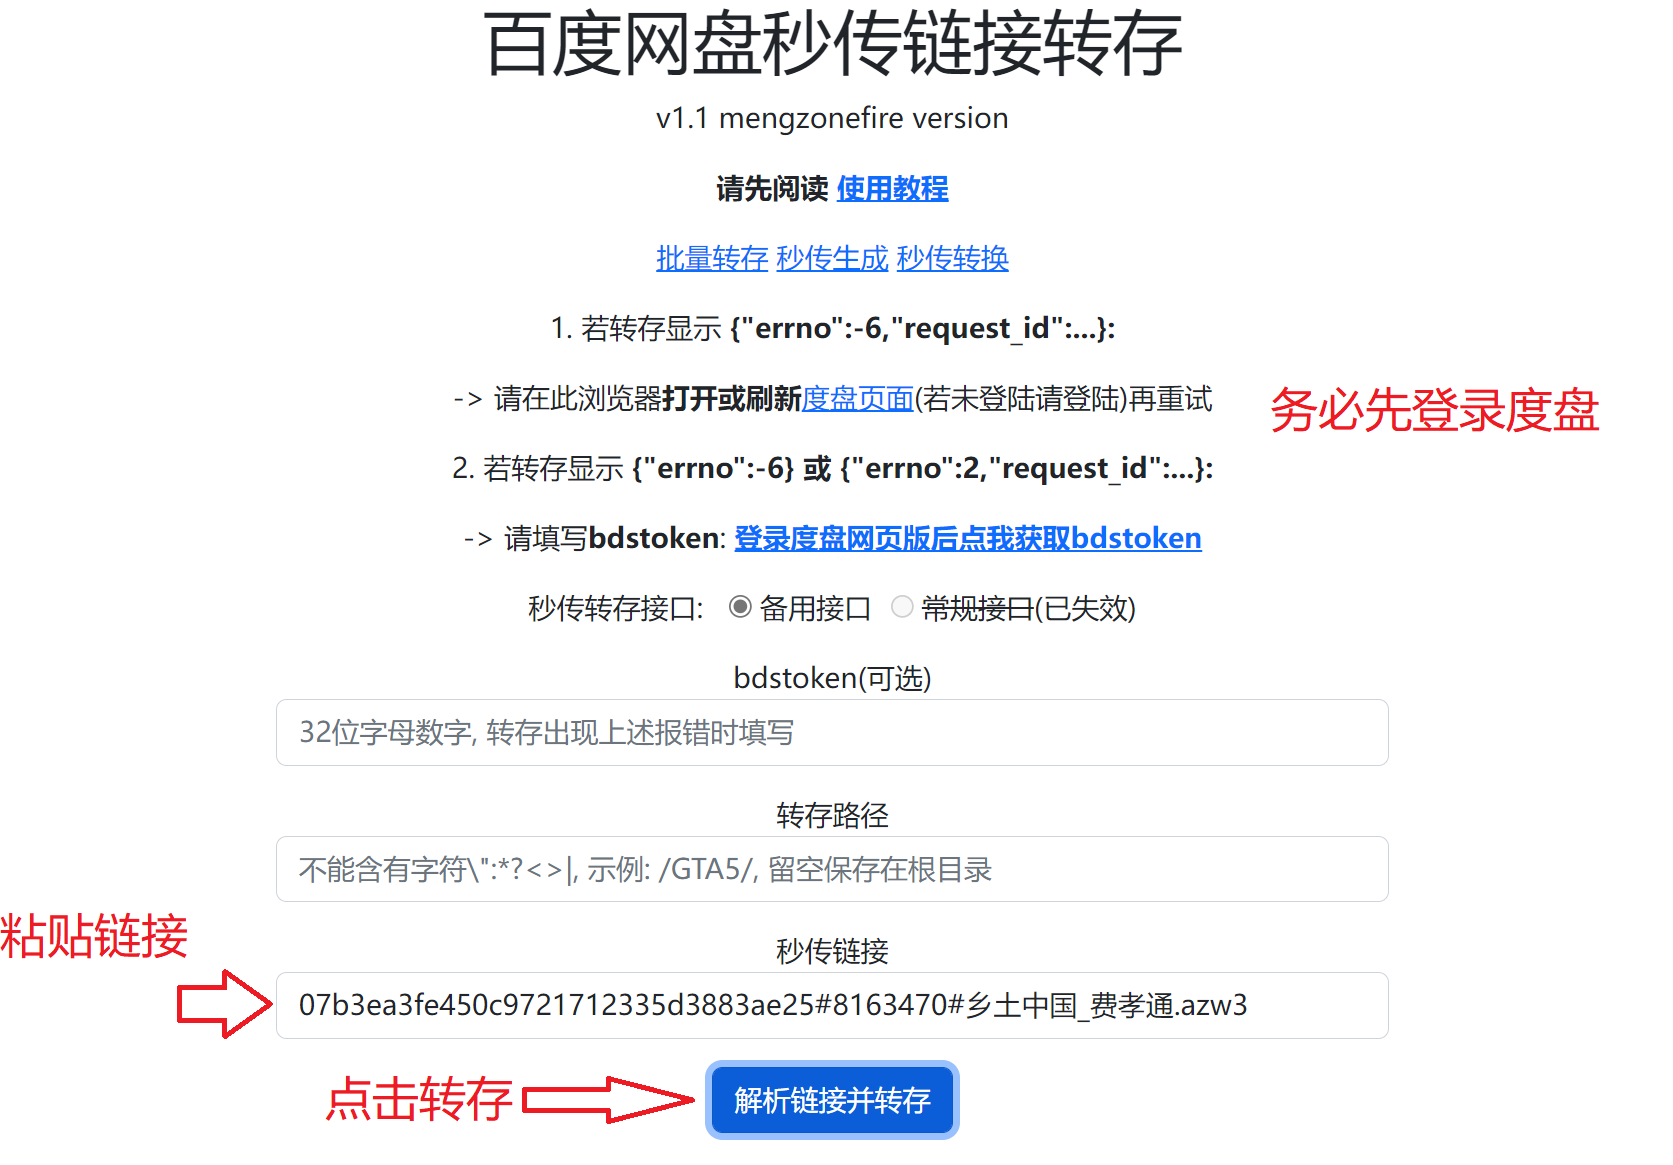 百度网盘秒传链接转存
v1.1 mengzonefire version
请先阅读 使用教程
批量转存 秒传生成 秒传转换
1. 若转存显示 {"errno":-6,"request_id":...}:
-> 请在此浏览器打开或刷新度盘页面(若未登陆请登陆)再重试
务必先登录度盘
2. 若转存显示 {"errno":-6} 或 {"errno":2,"request_id":...}:
-> 请填写bdstoken: 登录度盘网页版后点我获取bdstoken
秒传转存接口: 备用接口 常规接口(已失效)
bdstoken(可选)
32位字母数字, 转存出现上述报错时填写
转存路径
不能含有字符\":*?<>|, 示例: /GTA5/, 留空保存在根目录
粘贴链接
秒传链接
07b3ea3fe450c9721712335d3883ae25#8163470#乡土中国_费孝通.azw3
点击转存
解析链接并转存